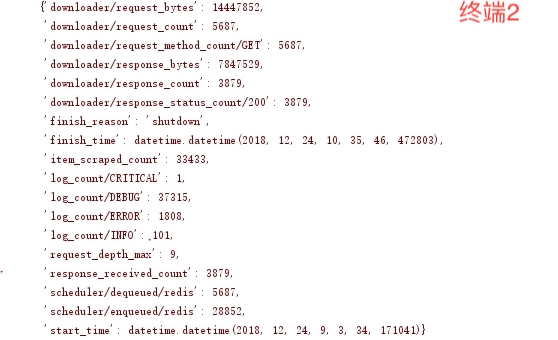 终端2
{'downloader/request_bytes': 14447852,
'downloader/request_count': 5687,
'downloader/request_method_count/GET': 5687,
'downloader/response_bytes': 7847529,
'downloader/response_count': 3879,
'downloader/response_status_count/200': 3879,
'finish_reason': 'shutdown',
'finish_time': datetime.datetime(2018, 12, 24, 10, 35, 46, 472803),
'item_scraped_count': 33433,
'log_count/CRITICAL': 1,
'log_count/DEBUG': 37315,
'log_count/ERROR': 1808,
'log_count/INFO': 101,
'request_depth_max': 9,
'response_received_count': 3879,
'scheduler/dequeued/redis': 5687,
'scheduler/enqueued/redis': 28852,
'start_time': datetime.datetime(2018, 12, 24, 9, 3, 34, 171041)}